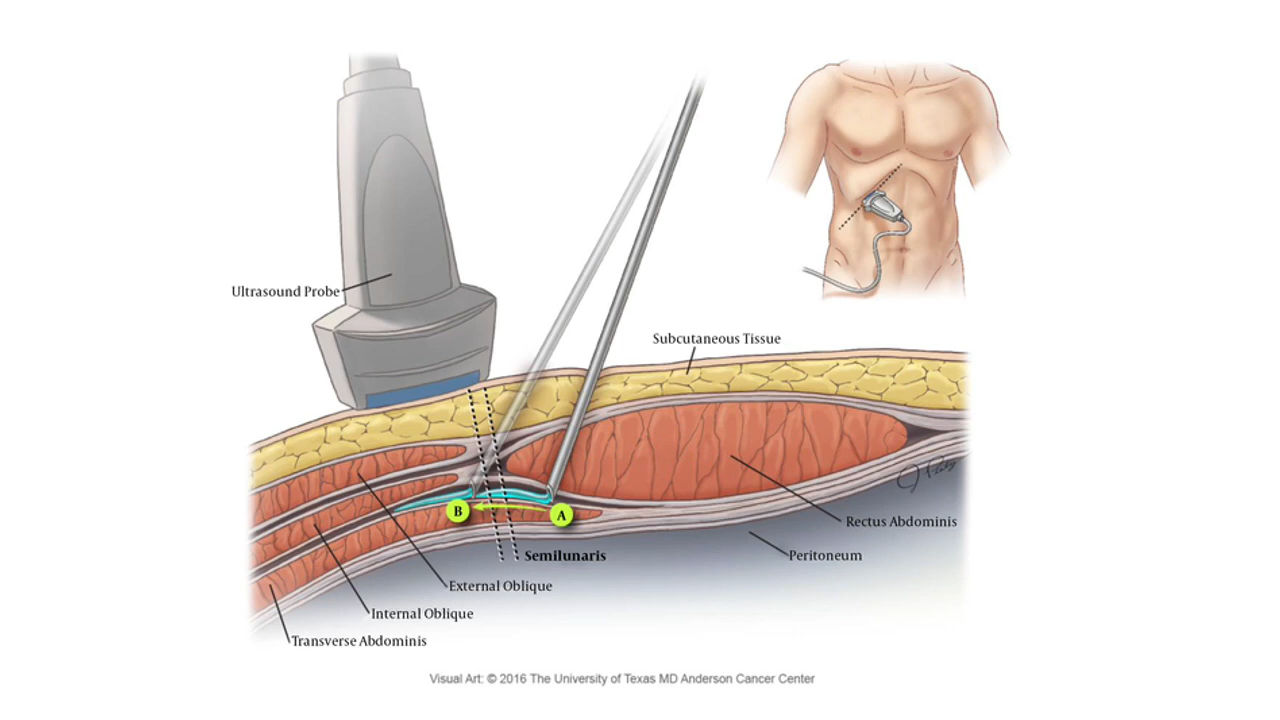 Ultrasound Probe
Subcutaneous Tissue
B
A
Rectus Abdominis
Semilunaris
Peritoneum
External Oblique
Internal Oblique
Transverse Abdominis
Visual Art: © 2016 The University of Texas MD Anderson Cancer Center